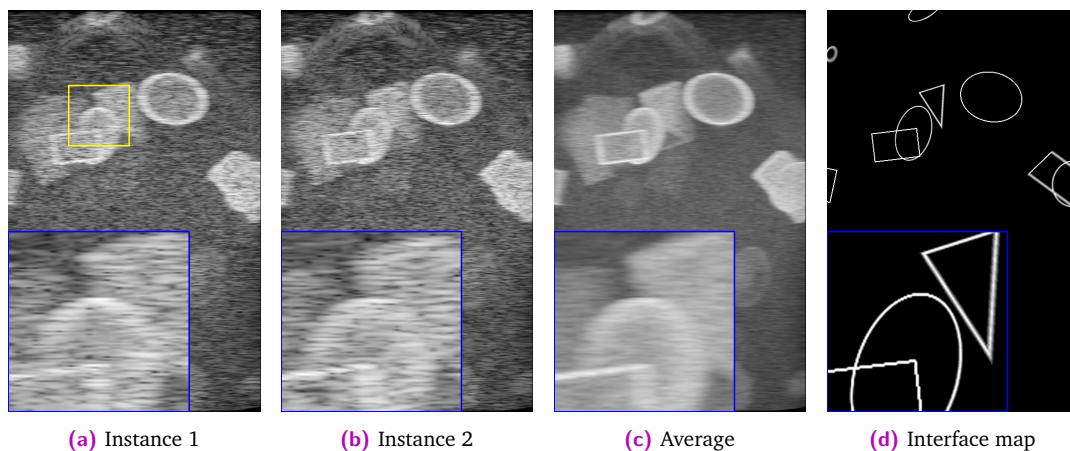 (a) Instance 1
(b) Instance 2
(c) Average
(d) Interface map